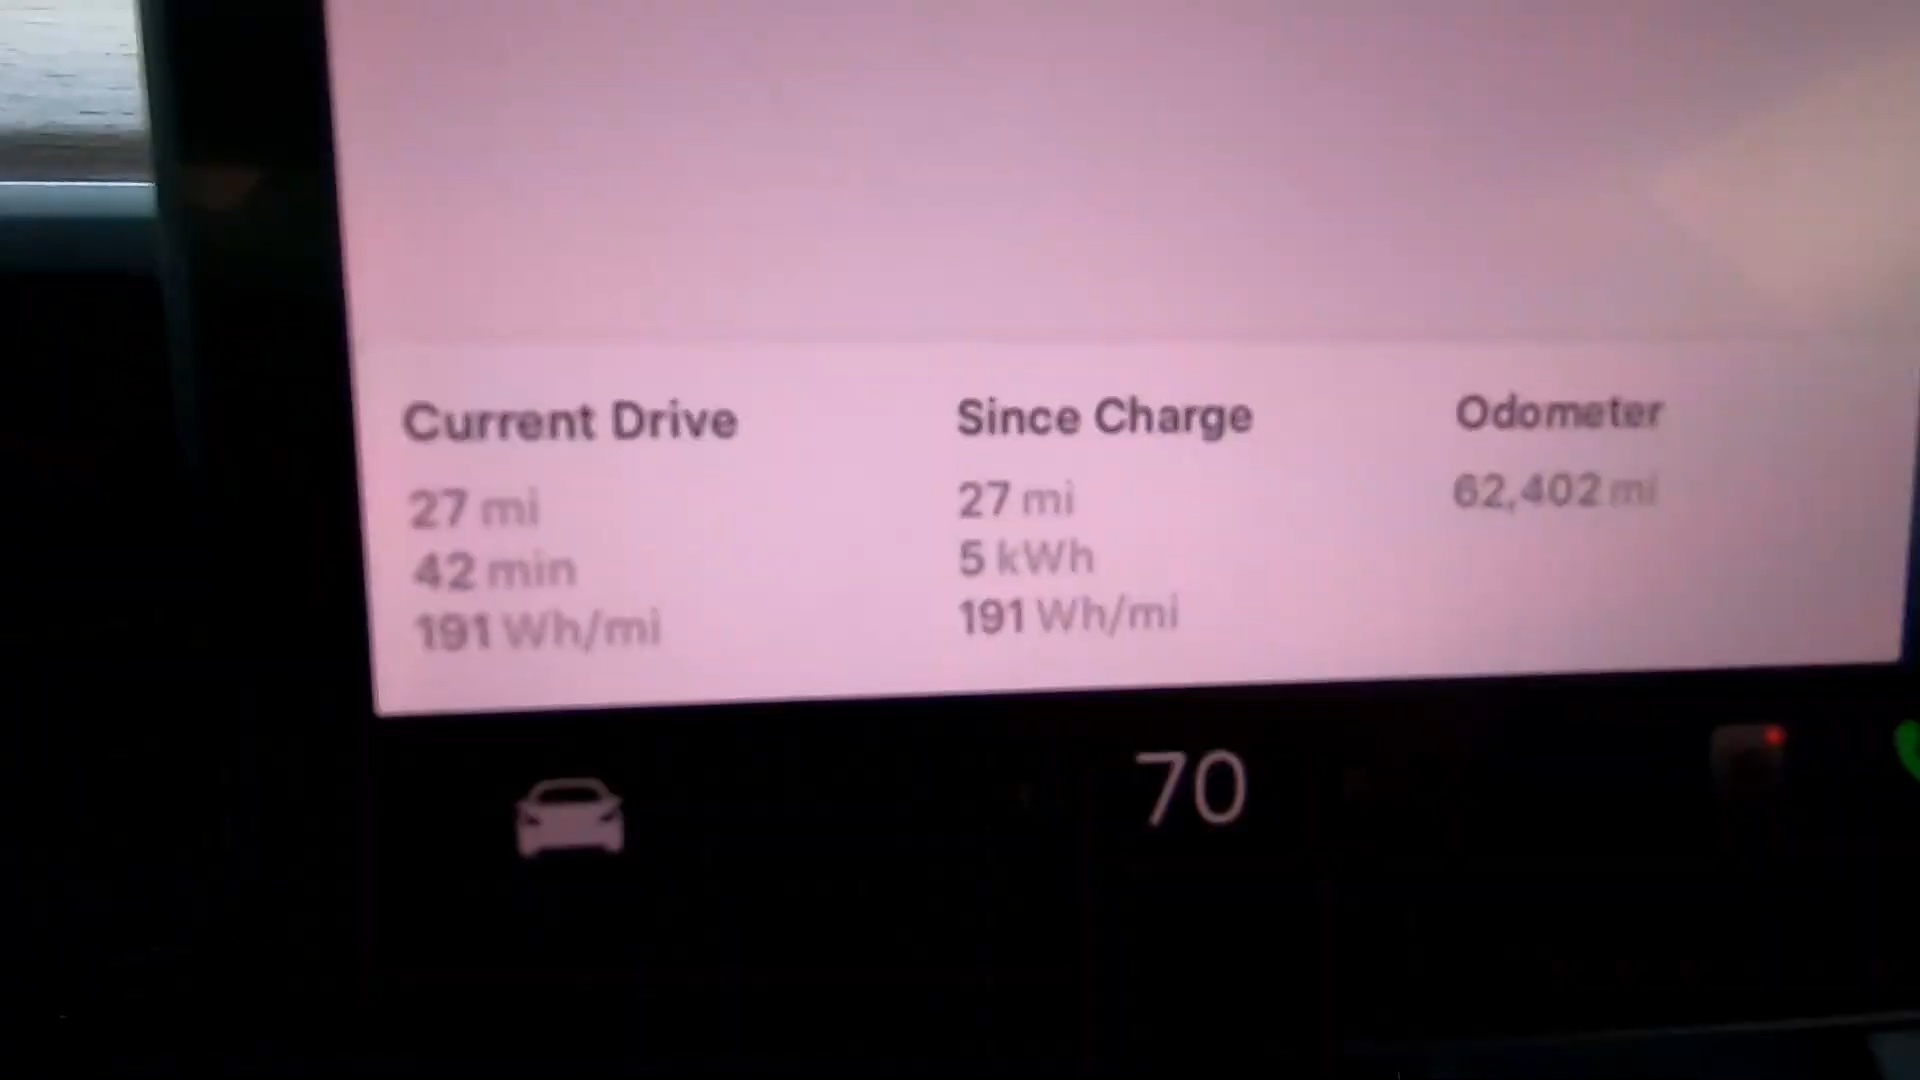 Current Drive
27 mi
42 min
191 Wh/mi
Since Charge
27 mi
5 kWh
191 Wh/mi
Odometer
62,402 mi
70